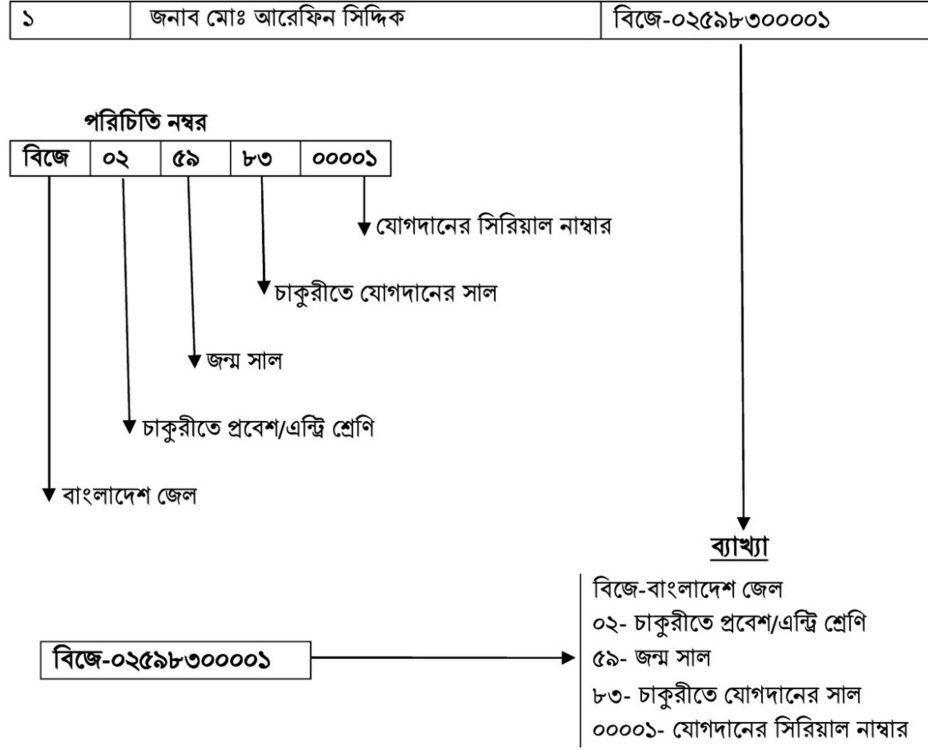 ১ জনাব মোঃ আরেফিন সিদ্দিক বিজে-০২৫৯৮৩০০০০১
পরিচিতি নম্বর
বিজে ০২ ৫৯ ৮৩ ০০০০১
যোগদানের সিরিয়াল নাম্বার
চাকুরীতে যোগদানের সাল
জন্ম সাল
চাকুরীতে প্রবেশ/এন্ট্রি শ্রেণি
বাংলাদেশ জেল
ব্যাখ্যা
বিজে-বাংলাদেশ জেল
০২- চাকুরীতে প্রবেশ/এন্ট্রি শ্রেণি
বিজে-০২৫৯৮৩০০০০১
৫৯- জন্ম সাল
৮৩- চাকুরীতে যোগদানের সাল
০০০০১- যোগদানের সিরিয়াল নাম্বার